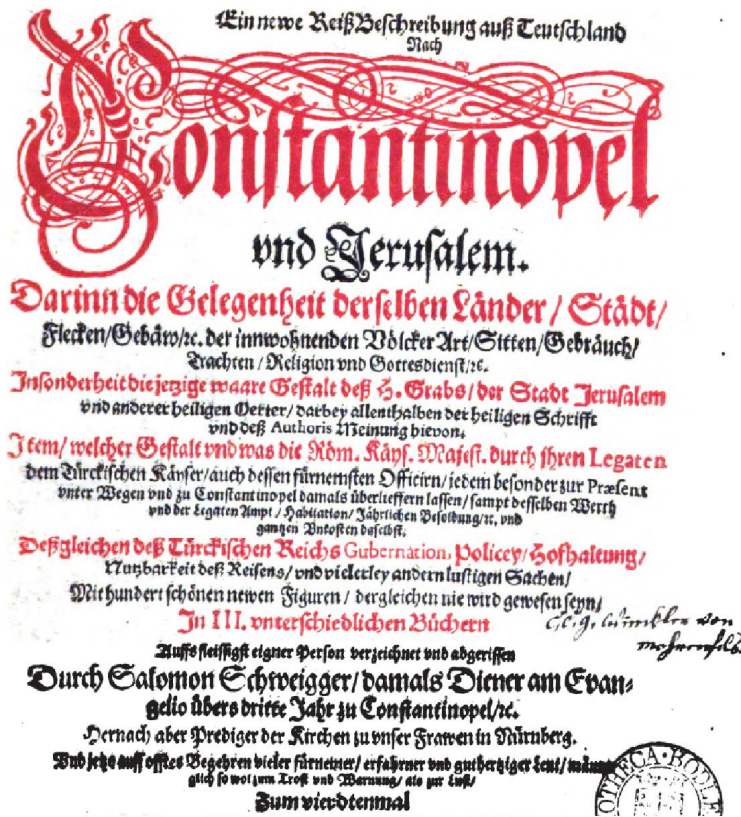 Ein newe Reiß Beschreibung auß Teutschland
Nach
Constantinopel
vnd Jerusalem.
Darinn die Gelegenheit derselben Länder / Städt /
Flecken / Gebäw / ꝛc. der innwohnenden Völcker Art / Sitten / Gebräuch /
Trachten / Religion vnd Gottesdienst / ꝛc.
Insonderheit die jetzige waare Gestalt deß H. Grabs / der Stadt Jerusalem
vnd anderer heiligen Oerter / darbey allenthalben der heiligen Schrifft
vnd deß Authoris Meinung hievon.
Item / welcher Gestalt vnd was die Röm. Käys. Majest. durch ihren Legaten
dem Türckischen Käyser / auch dessen fürnemsten Officirn / jedem besonder zur Præsent
vnter Wegen vnd zu Constantinopel damals überlieffern lassen / sampt desselben Werth
vnd der Legaten Ampt / Habitation / Jährlichen Besoldung / ꝛc. vnd
gantzen Vnkosten daselbst.
Deßgleichen deß Türckischen Reichs Gubernation, Policey / Hofhaltung /
Nutzbarkeit deß Reisens / vnd vielerley andern lustigen Sachen /
Mit hundert schönen newen Figuren / dergleichen nie wird gewesen seyn /
In III. vnterschiedlichen Büchern
Auffs fleissigst eigner Person verzeichnet vnd abgerissen
Durch Salomon Schweigger / damals Diener am Evan⸗
gelio übers dritte Jahr zu Constantinopel / ꝛc.
Hernach aber Prediger der Kirchen zu vnser Frawen in Nürnberg.
Vnd jetzo auff offtes Begehren vieler fürnemer / erfahrner vnd guthertziger Leut /
glich so wol zum Trost vnd Warnung / als zur Lust /
Zum vierdtenmal